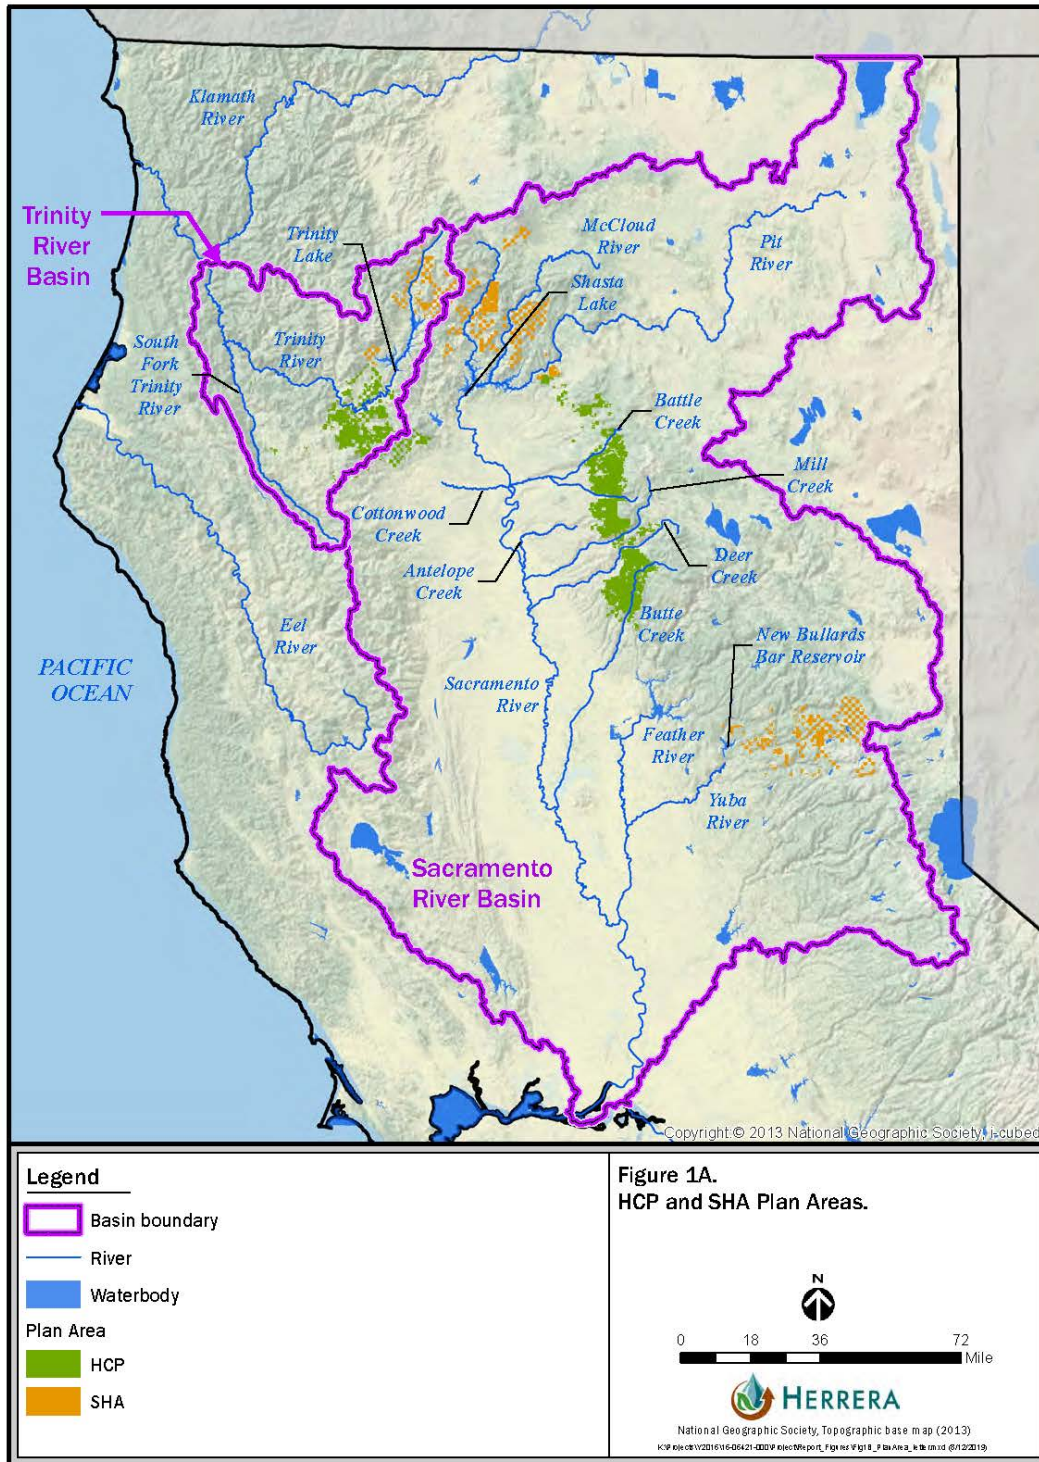 Klamath
River
Trinity
River
Basin
Trinity
Lake
McCloud
River
Pit
River
Shasta
Lake
South
Fork
Trinity
River
Trinity
River
Battle
Creek
Mill
Creek
Cottonwood
Creek
Antelope
Creek
Deer
Creek
Butte
Creek
Eel
River
New Bullards
Bar Reservoir
PACIFIC
OCEAN
Sacramento
River
Feather
River
Yuba
River
Sacramento
River Basin
Copyright:© 2013 National Geographic Society, i-cubed
Legend
Basin boundary
River
Waterbody
Plan Area
HCP
SHA
Figure 1A.
HCP and SHA Plan Areas.
N
0 18 36 72
Mile
HERRERA
National Geographic Society, Topographic base map (2013)